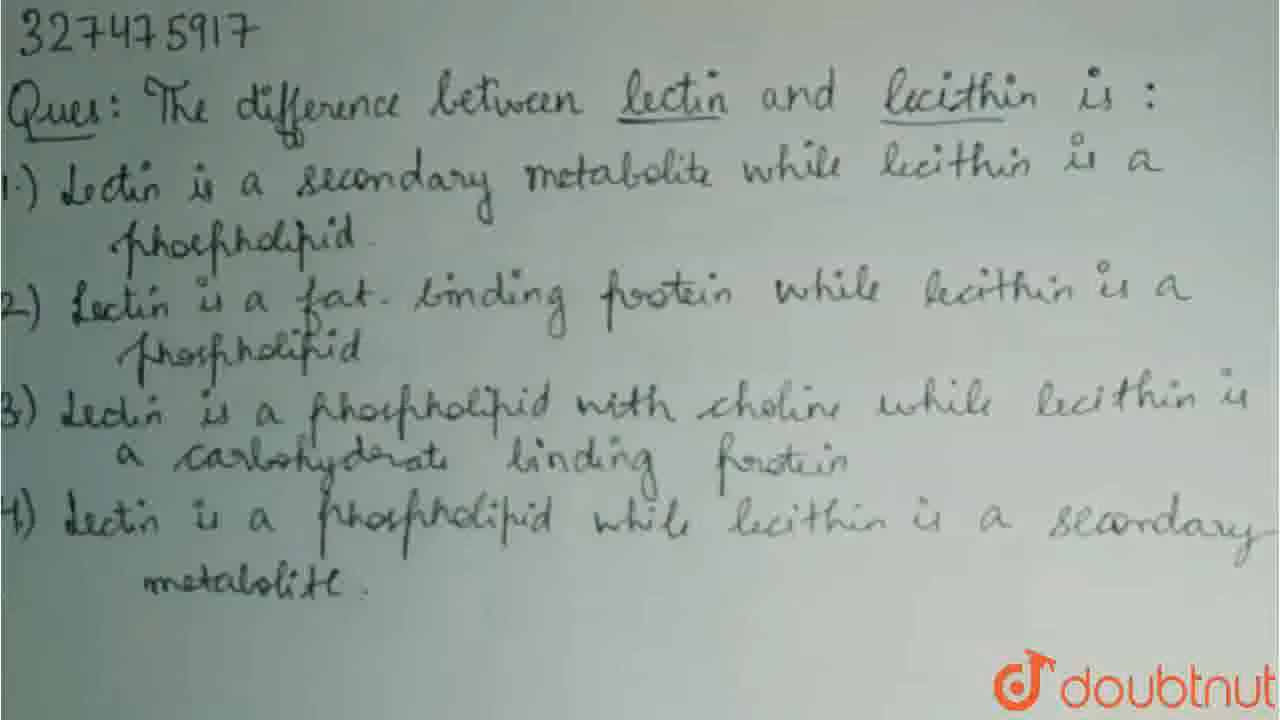 327475917
Ques: The difference between lectin and lecithin is :
1.) Lectin is a secondary metabolite while lecithin is a
phospholipid.
2) Lectin is a fat- binding protein while lecithin is a
phospholipid
3) Lectin is a phospholipid with choline while lecithin is
a carbohyderate binding protein
4) Lectin is a phospholipid while lecithin is a secondary
metabolite.
doubtnut